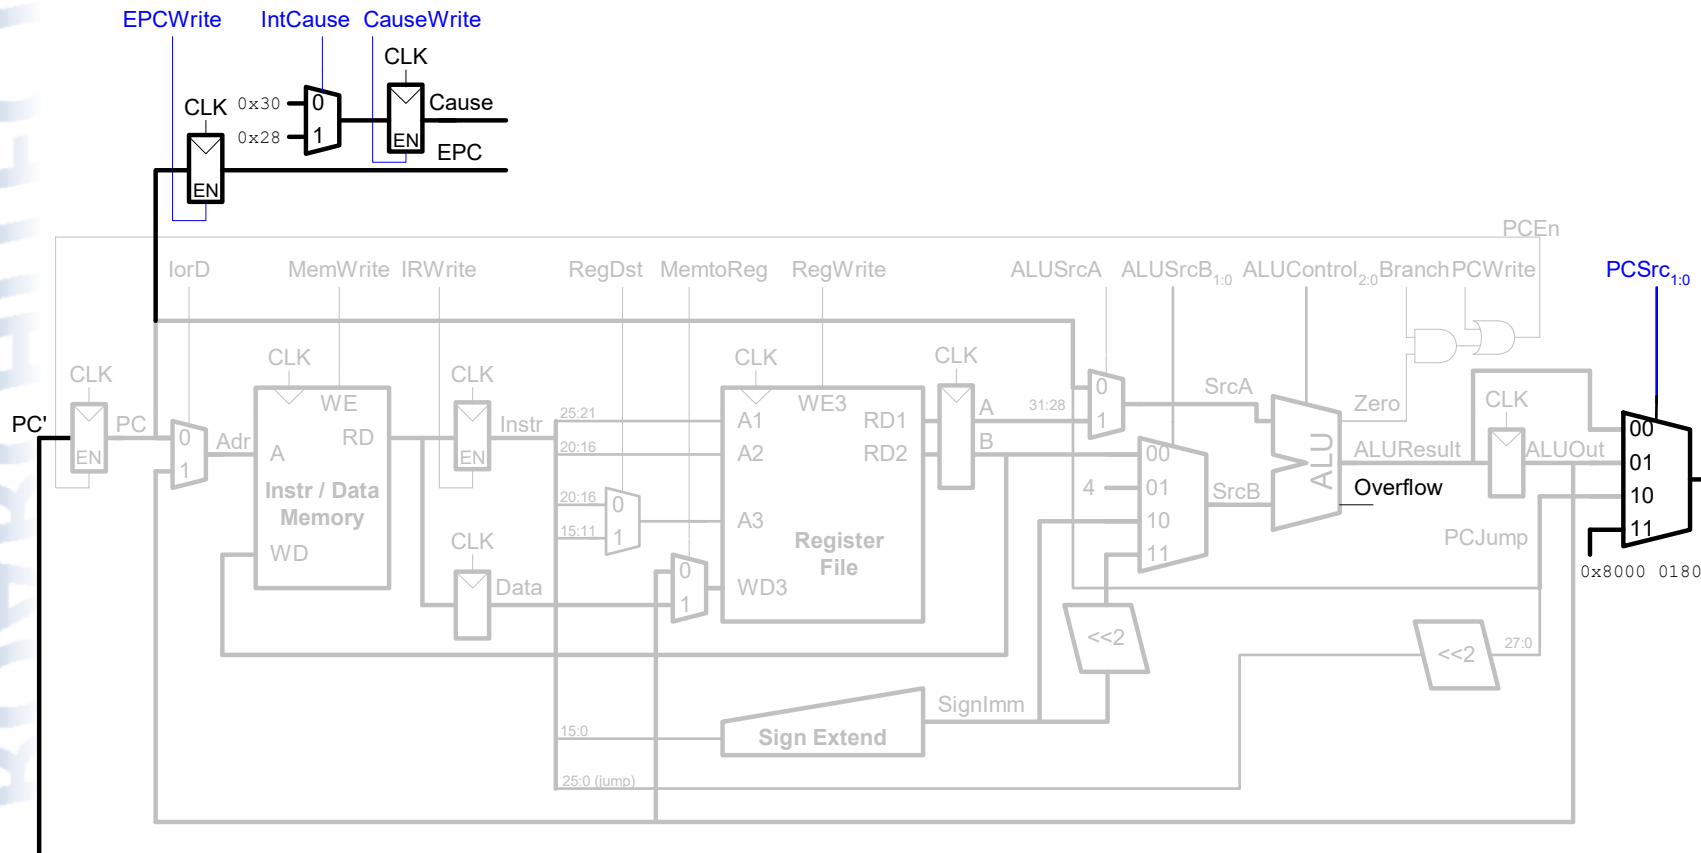 EPCWrite IntCause CauseWrite
CLK
CLK 0x30 0 Cause
0x28 1 EN
EPC
EN
PCEn
IorD MemWrite IRWrite RegDst MemtoReg RegWrite ALUSrcA ALUSrcB1:0 ALUControl2:0 Branch PCWrite PCSrc1:0
CLK CLK CLK
CLK CLK 0 SrcA CLK
WE WE3 31:28 1 Zero
PC' PC 0 Adr A RD Instr 25:21 A1 RD1 A 00
EN 1 EN 20:16 A2 RD2 B 00 ALU ALUResult ALUOut 01
Instr / Data Memory 20:16 0 4 01 SrcB Overflow 10
15:11 1 A3 10 PCJump 11
WD CLK Register File 11 0x8000 0180
Data 0 WD3
1
<<2 <<2 27:0
SignImm
15:0 Sign Extend
25:0 (jump)